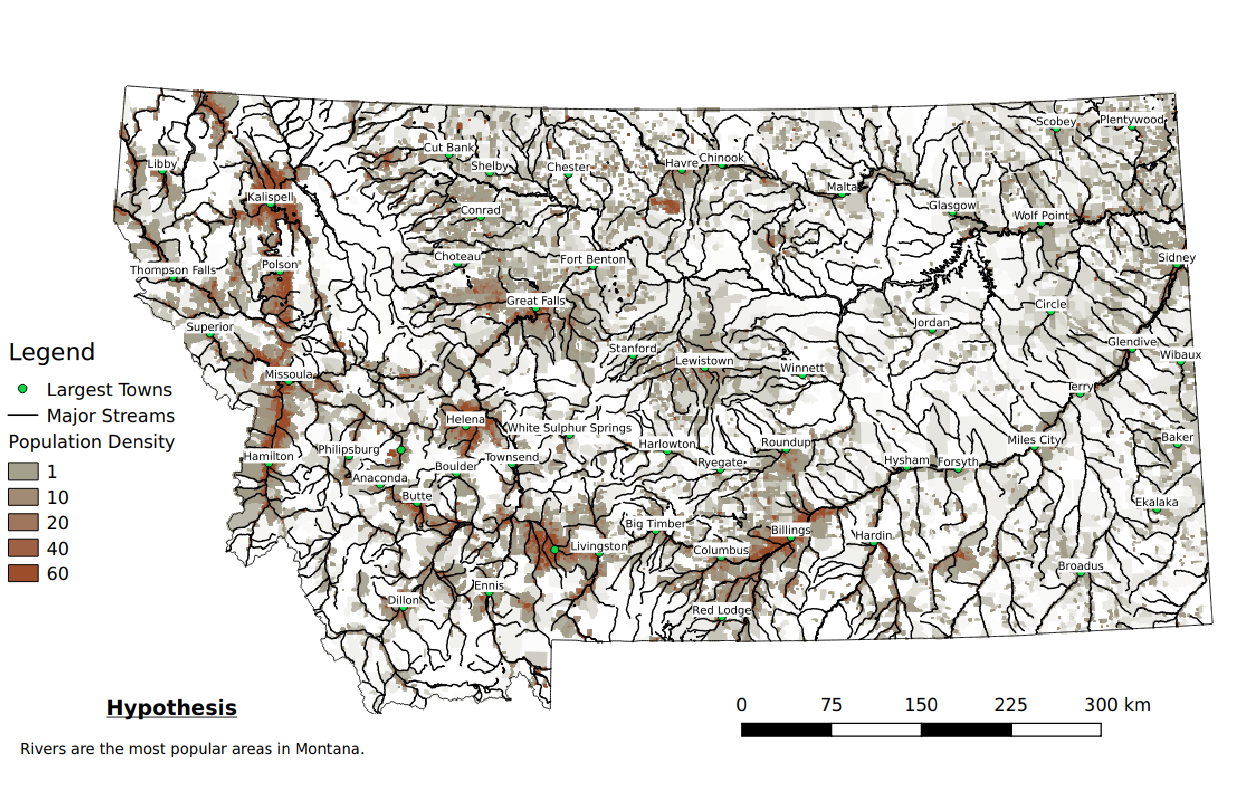 Scobey
Plentywood
Cut Bank
Shelby
Chester
Havre
Chinook
Libby
Malta
Kalispell
Conrad
Glasgow
Wolf Point
Choteau
Fort Benton
Sidney
Thompson Falls
Polson
Great Falls
Circle
Superior
Jordan
Glendive
Stanford
Lewistown
Winnett
Wibaux
Missoula
Terry
Helena
White Sulphur Springs
Philipsburg
Harlowton
Roundup
Miles City
Baker
Hamilton
Boulder
Townsend
Ryegate
Hysham
Forsyth
Anaconda
Butte
Ekalaka
Big Timber
Billings
Livingston
Columbus
Hardin
Broadus
Ennis
Dillon
Red Lodge
Legend
Largest Towns
Major Streams
Population Density
1
10
20
40
60
Hypothesis
Rivers are the most popular areas in Montana.
0 75 150 225 300 km